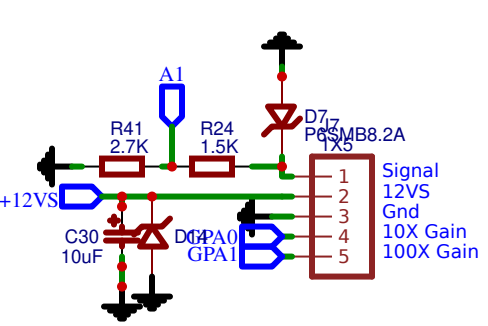 A1
D7
J7
P6SMB8.2A
1X5
R41
2.7K
R24
1.5K
1
2
3
4
5
Signal
12VS
Gnd
10X Gain
100X Gain
+12VS
C30
10uF
D14
GPA0
GPA1